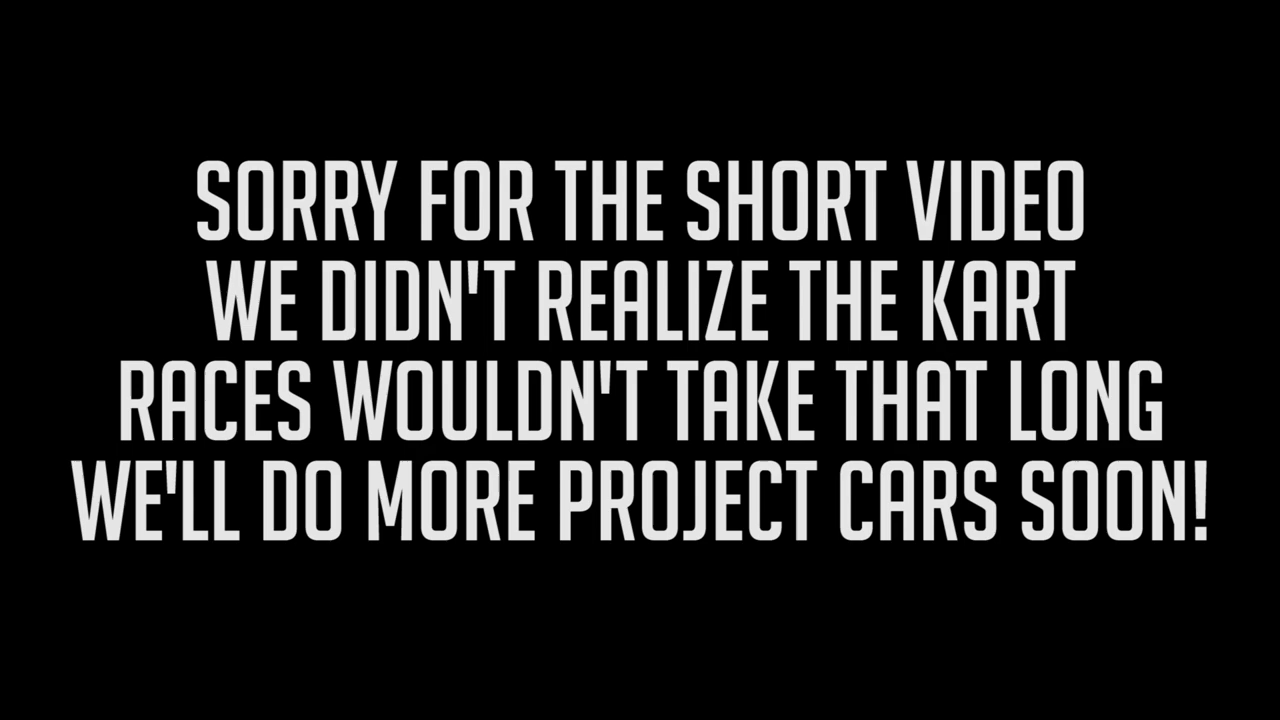 SORRY FOR THE SHORT VIDEO
WE DIDN'T REALIZE THE KART
RACES WOULDN'T TAKE THAT LONG
WE'LL DO MORE PROJECT CARS SOON!